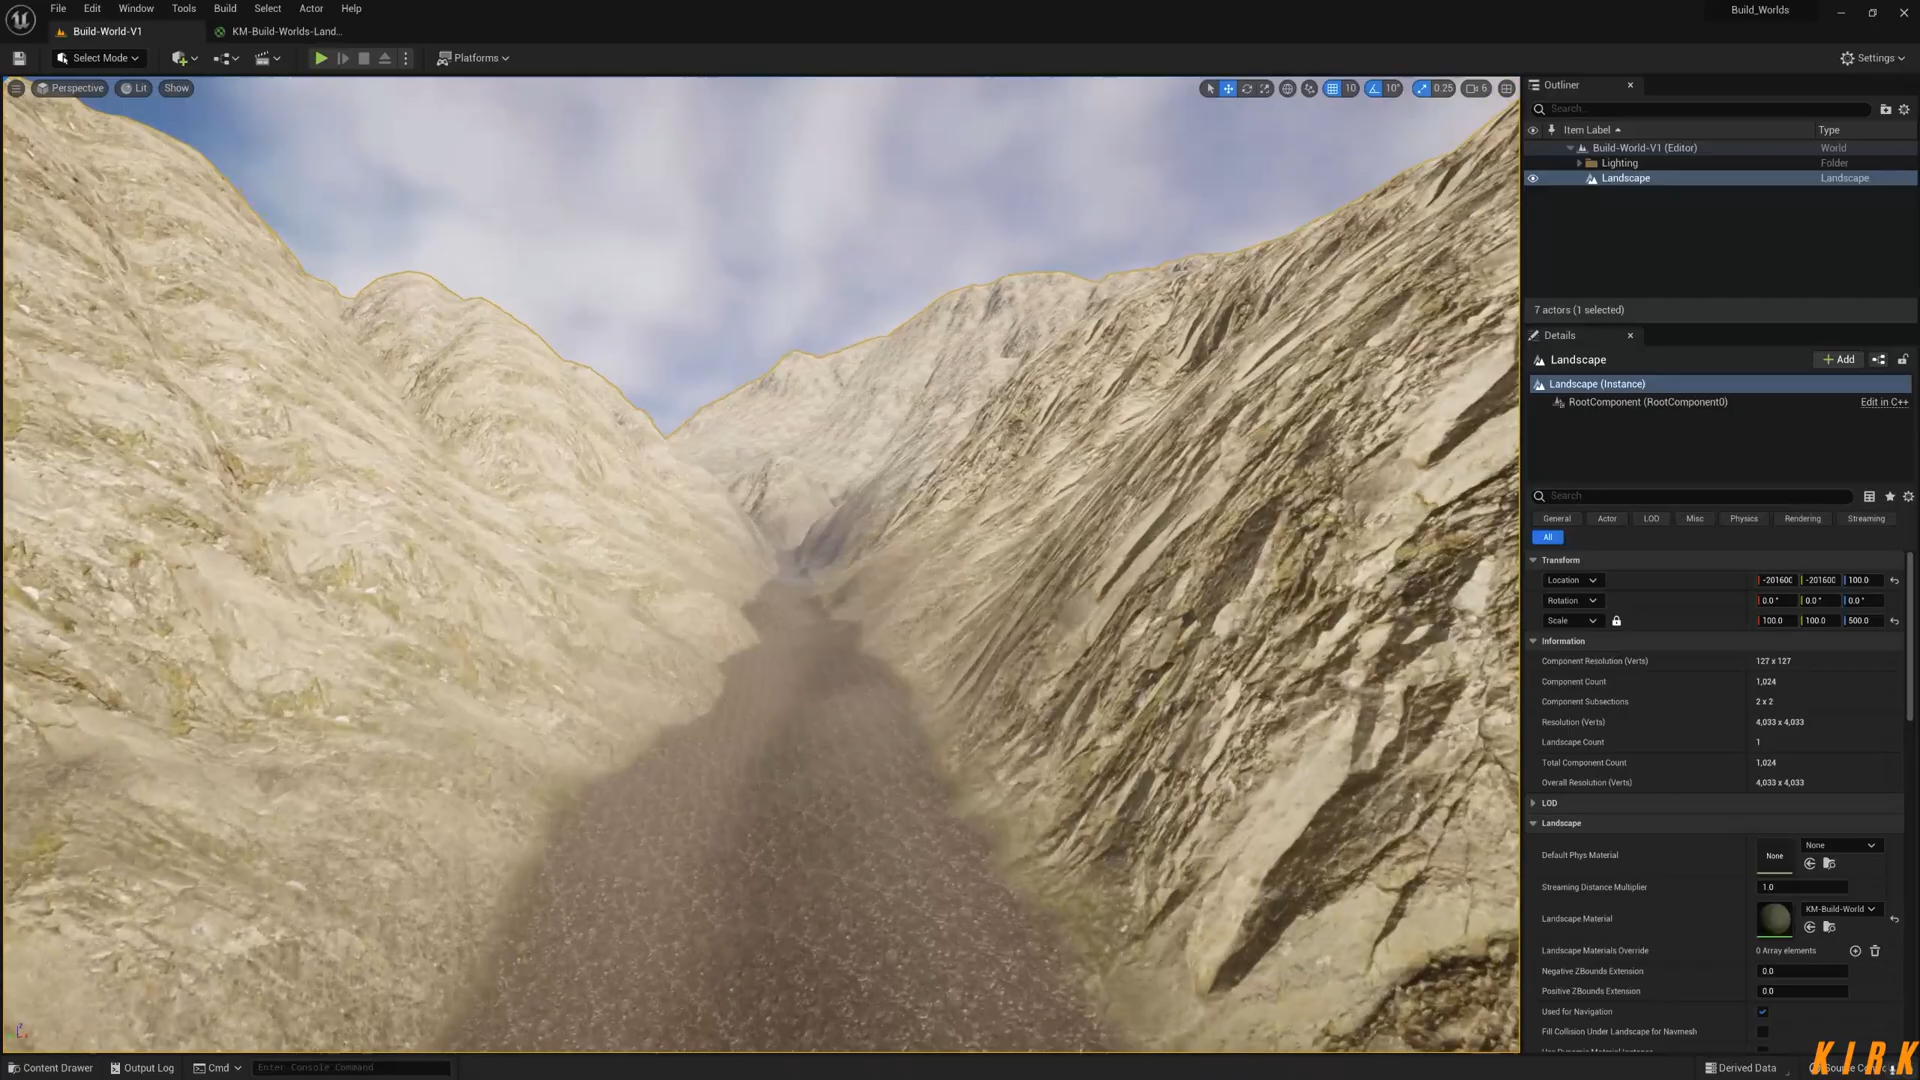 File Edit Window Tools Build Select Actor Help
Build_Worlds
Build-World-V1
KM-Build-Worlds-Land...
Select Mode
Platforms
Settings
Perspective
Lit
Show
10
10°
0.25
6
Outliner
Search...
Item Label
Type
Build-World-V1 (Editor)
World
Lighting
Folder
Landscape
Landscape
7 actors (1 selected)
Details
Landscape
Add
Landscape (Instance)
RootComponent (RootComponent0)
Edit in C++
Search
General Actor LOD Misc Physics Rendering Streaming
All
Transform
Location -20160 -20160 100.0
Rotation 0.0 ° 0.0 ° 0.0 °
Scale 100.0 100.0 500.0
Information
Component Resolution (Verts) 127 x 127
Component Count 1,024
Component Subsections 2 x 2
Resolution (Verts) 4,033 x 4,033
Landscape Count 1
Total Component Count 1,024
Overall Resolution (Verts) 4,033 x 4,033
LOD
Landscape
Default Phys Material None None
Streaming Distance Multiplier 1.0
Landscape Material KM-Build-World
Landscape Materials Override 0 Array elements
Negative ZBounds Extension 0.0
Positive ZBounds Extension 0.0
Used for Navigation
Fill Collision Under Landscape for Navmesh
Content Drawer Output Log Cmd Enter Console Command
Derived Data
KIRK